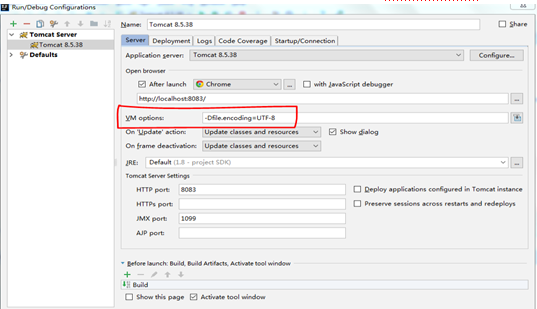 Run/Debug Configurations
Name: Tomcat 8.5.38
Share
Tomcat Server
Tomcat 8.5.38
Defaults
Server Deployment Logs Code Coverage Startup/Connection
Application server: Tomcat 8.5.38 Configure...
Open browser
After launch Chrome ... with JavaScript debugger
http://localhost:8083/ ...
VM options: -Dfile.encoding=UTF-8
On 'Update' action: Update classes and resources Show dialog
On frame deactivation: Update classes and resources
JRE: Default (1.8 - project SDK) ...
Tomcat Server Settings
HTTP port: 8083 Deploy applications configured in Tomcat instance
HTTPs port: Preserve sessions across restarts and redeploys
JMX port: 1099
AJP port:
Before launch: Build, Build Artifacts, Activate tool window
Build
Show this page Activate tool window